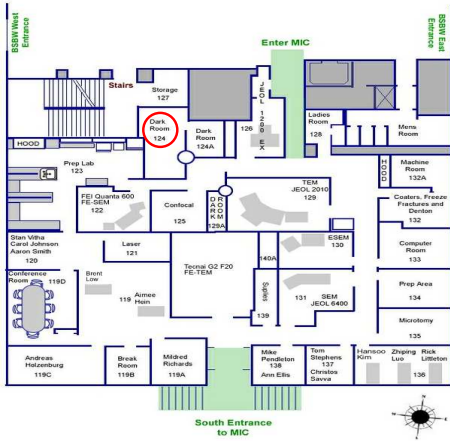 BSBW West
Entrance
BSBW East
Entrance
Enter MIC
Stairs
Storage
127
JEOL 1200 EX
Dark
Room
124
Dark
Room
124A
126
Ladies
Room
128
Mens
Room
HOOD
Prep Lab
123
HOOD
Machine
Room
132A
FEI Quanta 600
FE-SEM
122
Confocal
125
DARK RM
129A
TEM
JEOL 2010
129
Coaters, Freeze
Fractures and
Denton
132
Stan Vitha
Carol Johnson
Aaron Smith
120
Laser
121
ESEM
130
Computer
Room
133
Conference
Room
119D
Brent
Low
119
Aimee
Hein
Tecnai G2 F20
FE-TEM
140A
Suplies
139
131
SEM
JEOL 6400
Prep Area
134
Microtomy
135
Andreas
Holzenburg
119C
Break
Room
119B
Mildred
Richards
119A
Mike
Pendleton
138
Ann Ellis
Tom
Stephens
137
Christos
Savva
Hansoo
Kim
Zhiping
Luo
Rick
Littleton
136
South Entrance
to MIC